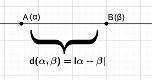 A (α) B (β)
d(α, β) = |α − β|